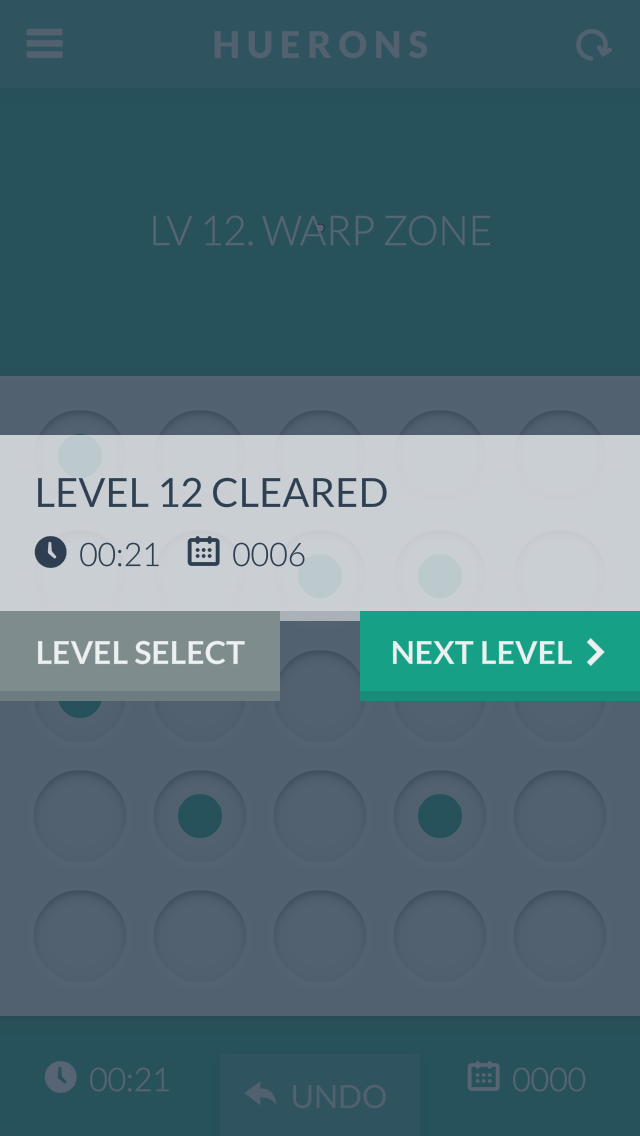 HUERONS
LV 12. WARP ZONE
LEVEL 12 CLEARED
00:21 0006
LEVEL SELECT NEXT LEVEL
00:21 UNDO 0000